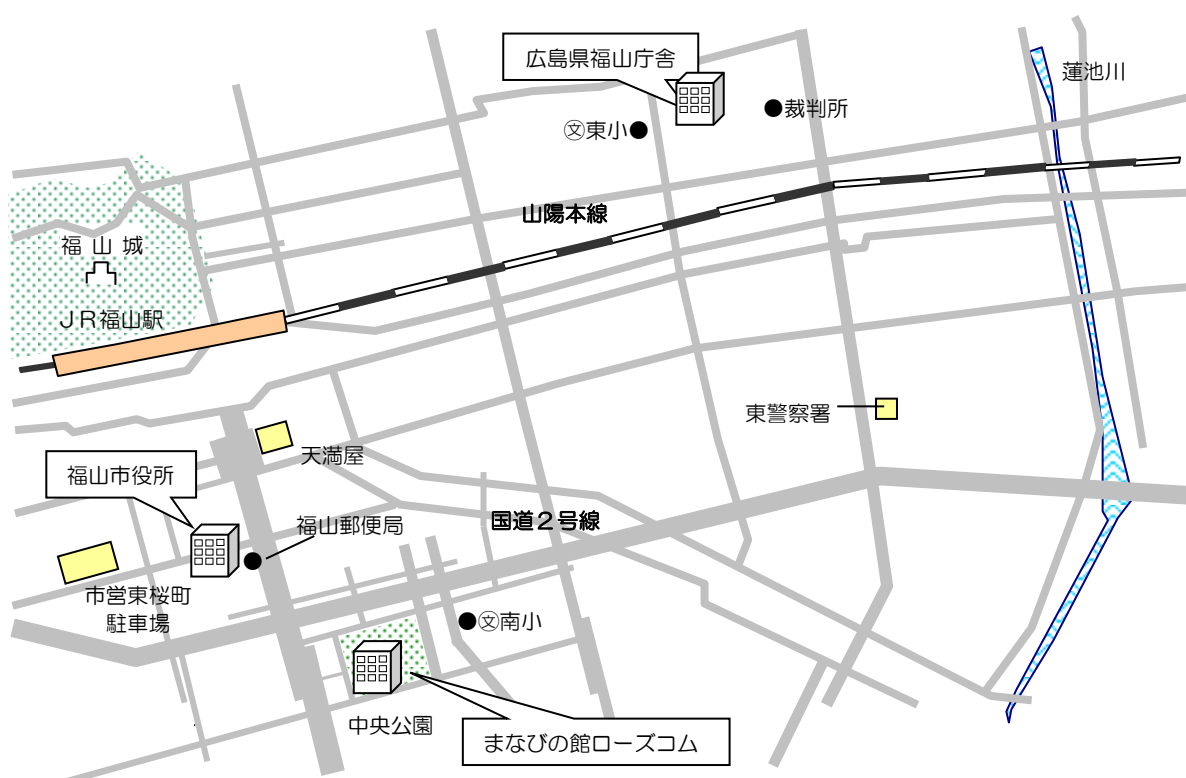 広島県福山庁舎
蓮池川
●裁判所
㊫東小●
山陽本線
福 山 城
ＪＲ福山駅
東警察署
天満屋
福山市役所
国道２号線
福山郵便局
市営東桜町
駐車場
●㊫南小
中央公園
まなびの館ローズコム